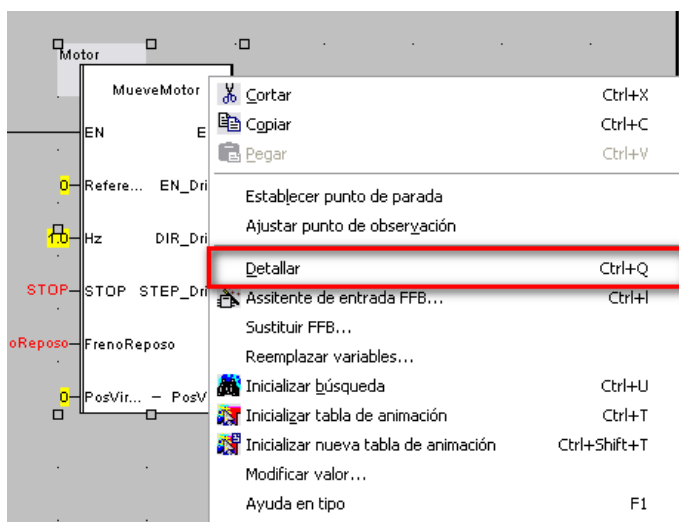 Motor
MueveMotor
EN E
0 Refere... EN_Dri
1.0 Hz DIR_Dri
STOP STOP STEP_Dri
oReposo FrenoReposo
0 PosVir... — PosV
Cortar Ctrl+X
Copiar Ctrl+C
Pegar Ctrl+V
Establecer punto de parada
Ajustar punto de observación
Detallar Ctrl+Q
Assitente de entrada FFB... Ctrl+I
Sustituir FFB...
Reemplazar variables...
Inicializar búsqueda Ctrl+U
Inicializar tabla de animación Ctrl+T
Inicializar nueva tabla de animación Ctrl+Shift+T
Modificar valor...
Ayuda en tipo F1